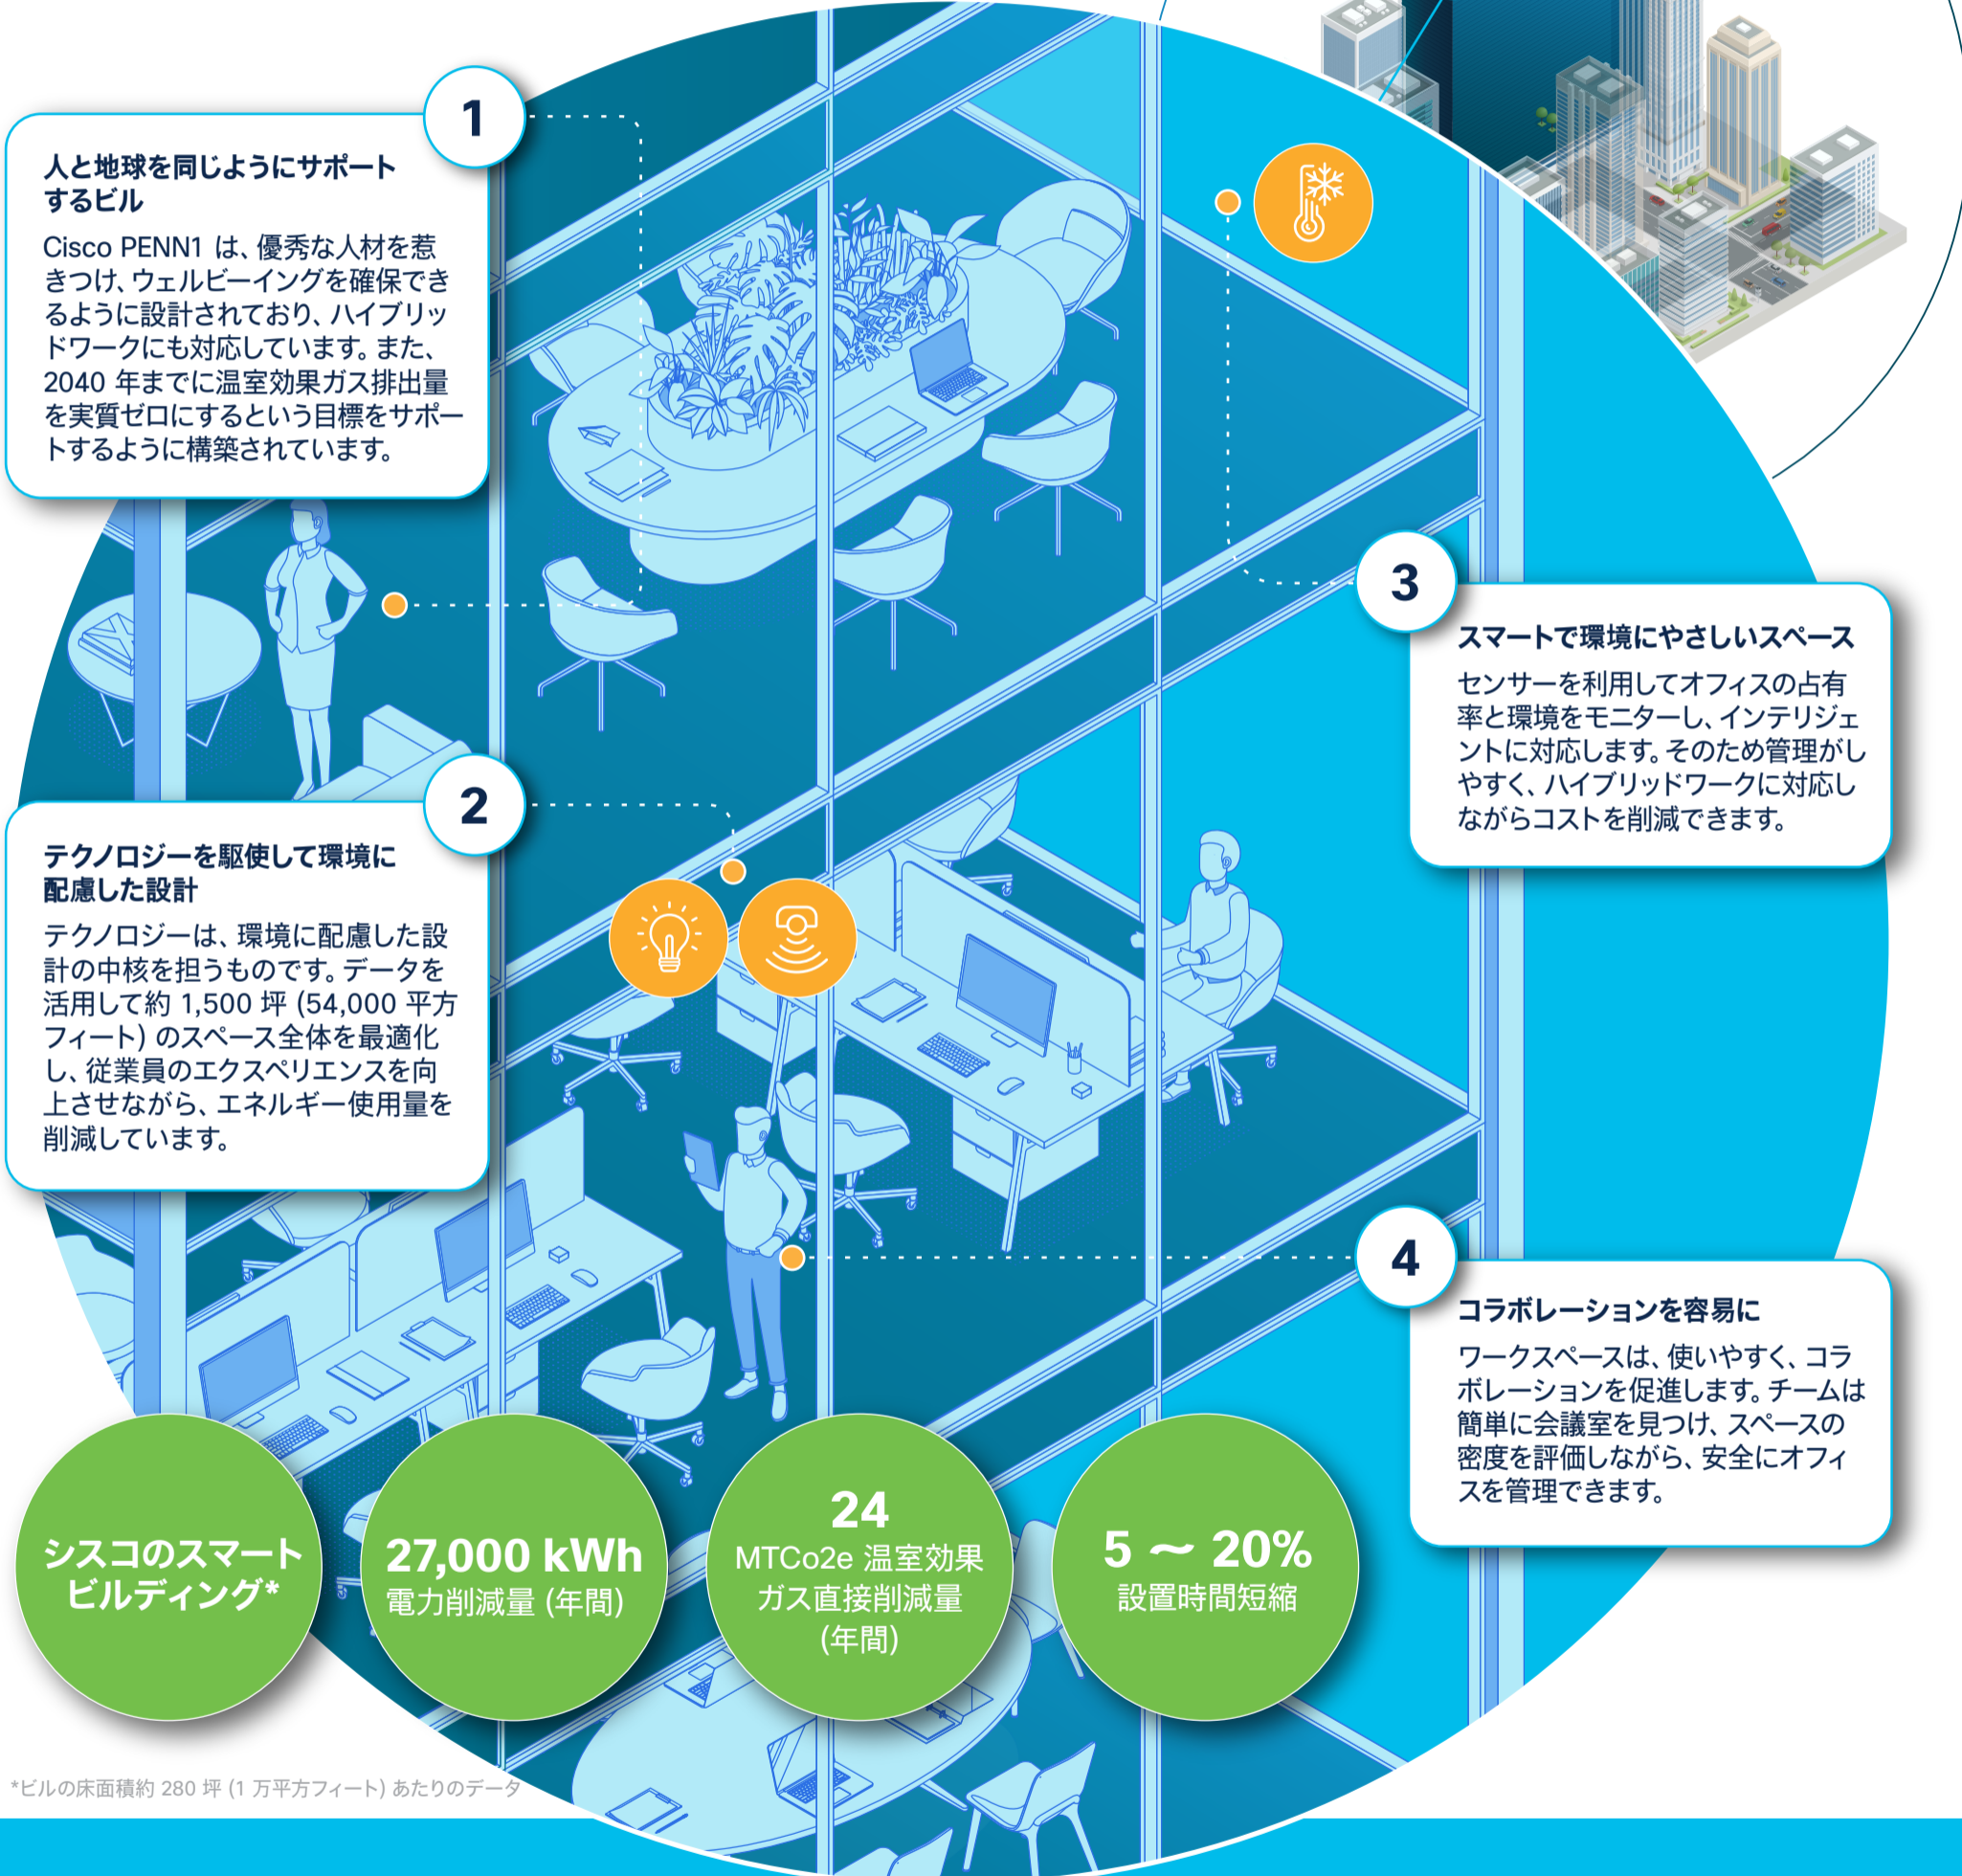 1
人と地球を同じようにサポート
するビル
Cisco PENN1 は、優秀な人材を惹
きつけ、ウェルビーイングを確保でき
るように設計されており、ハイブリッ
ドワークにも対応しています。また、
2040 年までに温室効果ガス排出量
を実質ゼロにするという目標をサポー
トするように構築されています。
2
テクノロジーを駆使して環境に
配慮した設計
テクノロジーは、環境に配慮した設
計の中核を担うものです。データを
活用して約 1,500 坪 (54,000 平方
フィート) のスペース全体を最適化
し、従業員のエクスペリエンスを向
上させながら、エネルギー使用量を
削減しています。
3
スマートで環境にやさしいスペース
センサーを利用してオフィスの占有
率と環境をモニターし、インテリジェ
ントに対応します。そのため管理がし
やすく、ハイブリッドワークに対応し
ながらコストを削減できます。
4
コラボレーションを容易に
ワークスペースは、使いやすく、コラ
ボレーションを促進します。チームは
簡単に会議室を見つけ、スペースの
密度を評価しながら、安全にオフィ
スを管理できます。
シスコのスマート
ビルディング*
27,000 kWh
電力削減量 (年間)
24
MTCo2e 温室効果
ガス直接削減量
(年間)
5 ～ 20%
設置時間短縮
*ビルの床面積約 280 坪 (1 万平方フィート) あたりのデータ